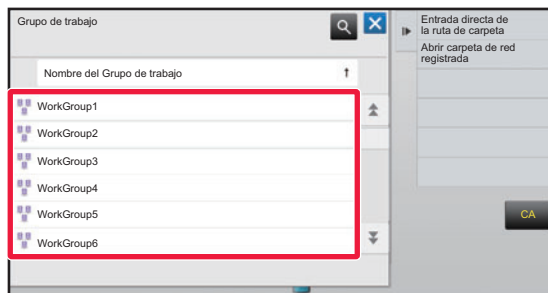 Grupo de trabajo
Nombre del Grupo de trabajo ↑
WorkGroup1
WorkGroup2
WorkGroup3
WorkGroup4
WorkGroup5
WorkGroup6
Entrada directa de
la ruta de carpeta
Abrir carpeta de red
registrada
CA